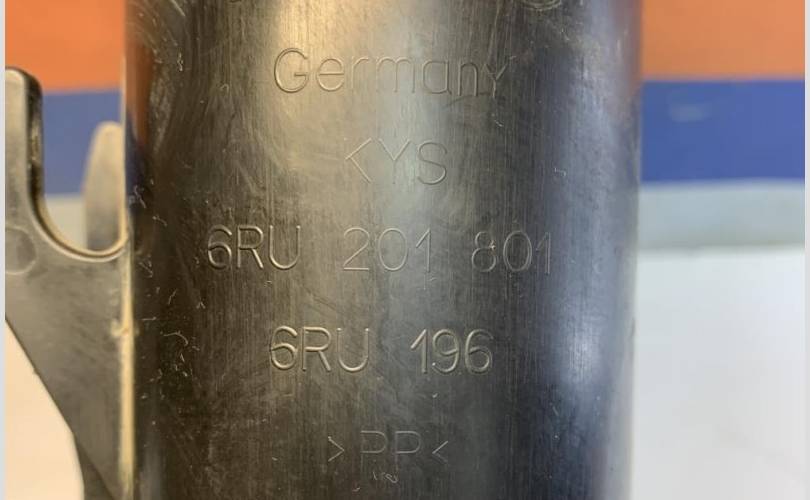 Germany
KYS
6RU 201 801
6RU 196
>PP<